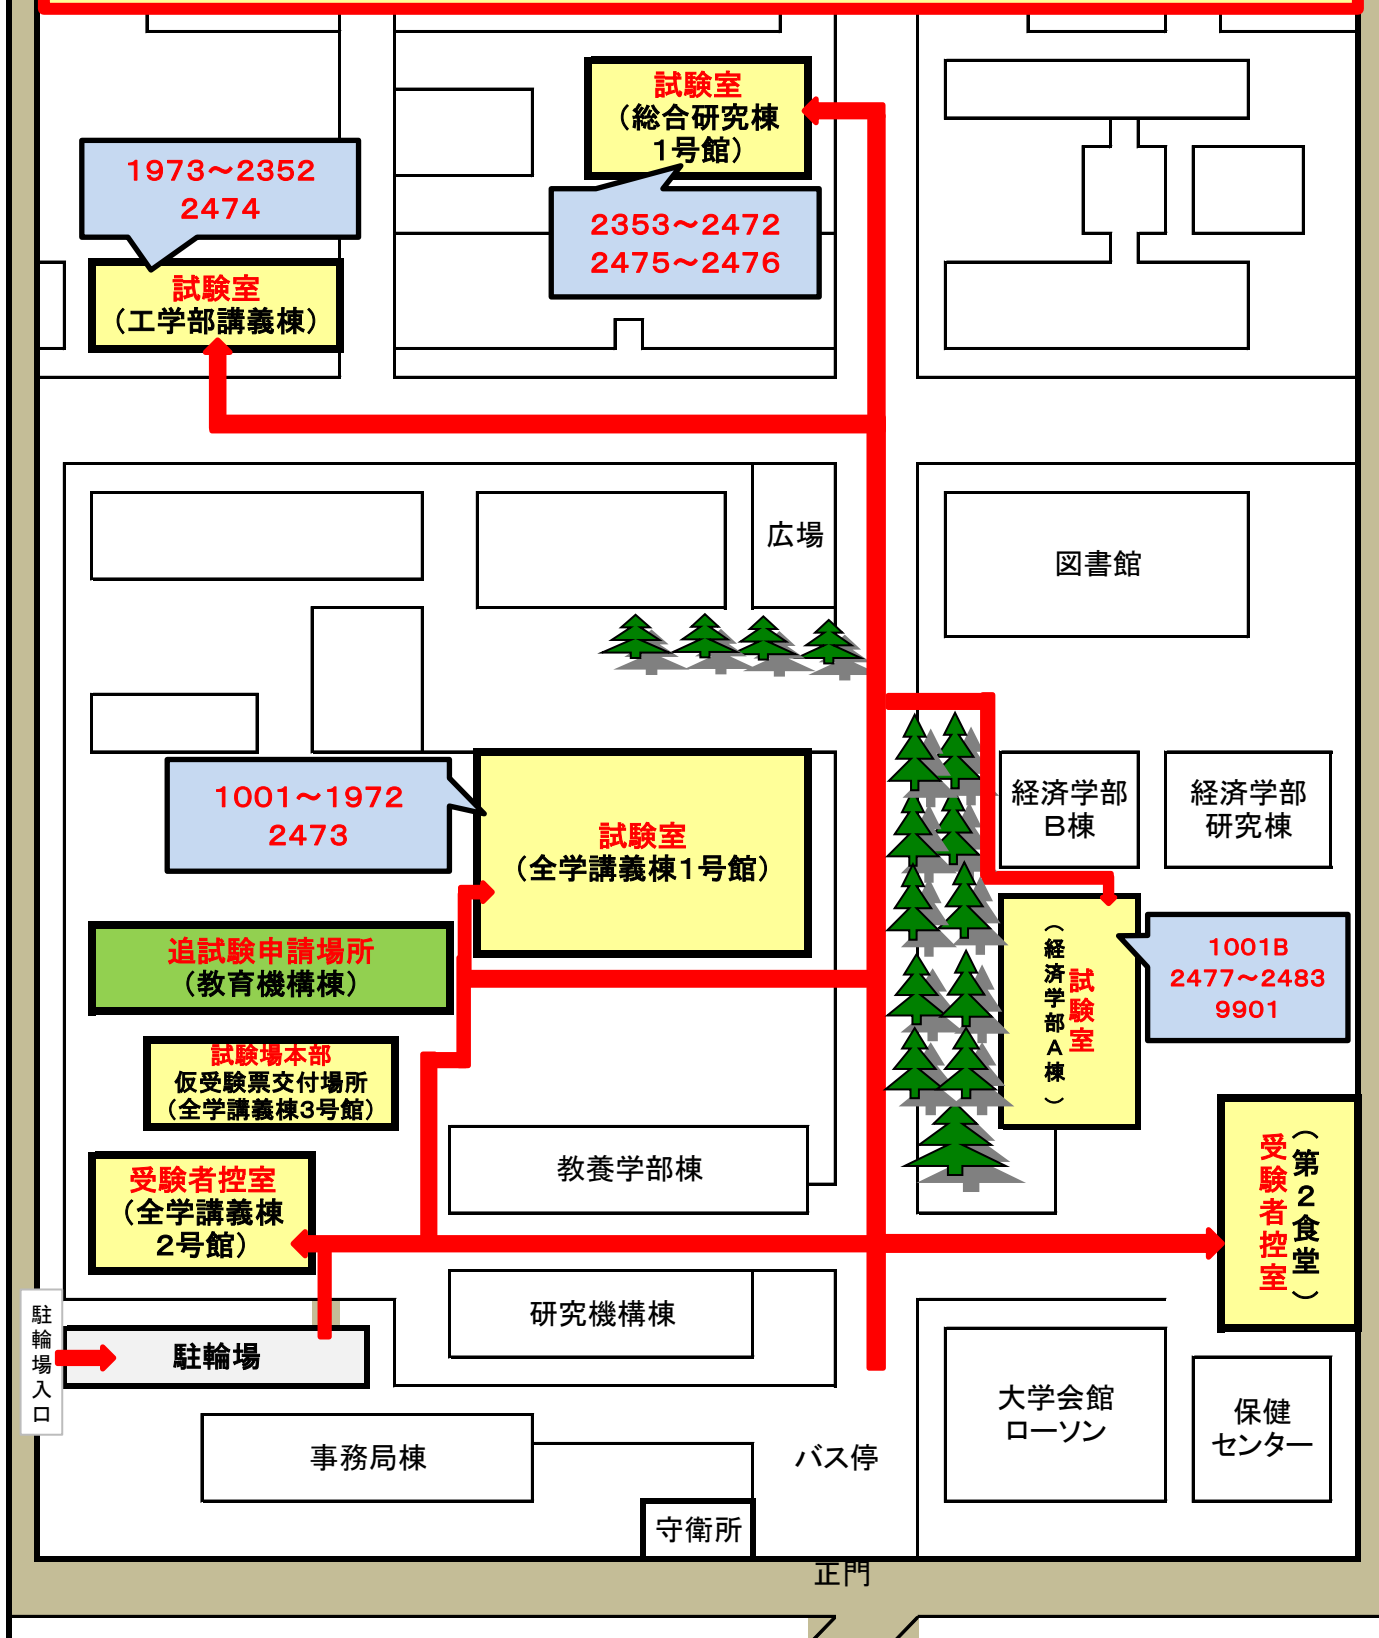 試験室
（総合研究棟
１号館）
1973～2352
2474
2353～2472
2475～2476
試験室
（工学部講義棟）
広場
図書館
1001～1972
2473
試験室
（全学講義棟１号館）
経済学部
Ｂ棟
経済学部
研究棟
追試験申請場所
（教育機構棟）
試験室
（経済学部Ａ棟）
1001B
2477～2483
9901
試験場本部
仮受験票交付場所
（全学講義棟３号館）
教養学部棟
受験者控室
（全学講義棟
２号館）
（第２食堂）
受験者控室
研究機構棟
駐輪場入口
駐輪場
大学会館
ローソン
保健
センター
事務局棟
バス停
守衛所
正門